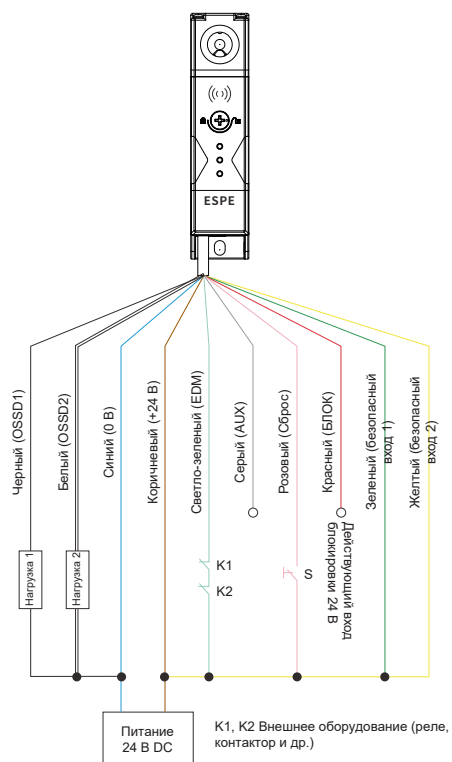 ESPE
Черный (OSSD1)
Белый (OSSD2)
Синий (0 В)
Коричневый (+24 В)
Светло-зеленый (EDM)
Серый (AUX)
Розовый (Сброс)
Красный (БЛОК)
Зеленый (безопасный
вход 1)
Желтый (безопасный
вход 2)
Нагрузка 1
Нагрузка 2
K1
K2
S
Действующий вход
блокировки 24 В
Питание
24 В DC
K1, K2 Внешнее оборудование (реле,
контактор и др.)